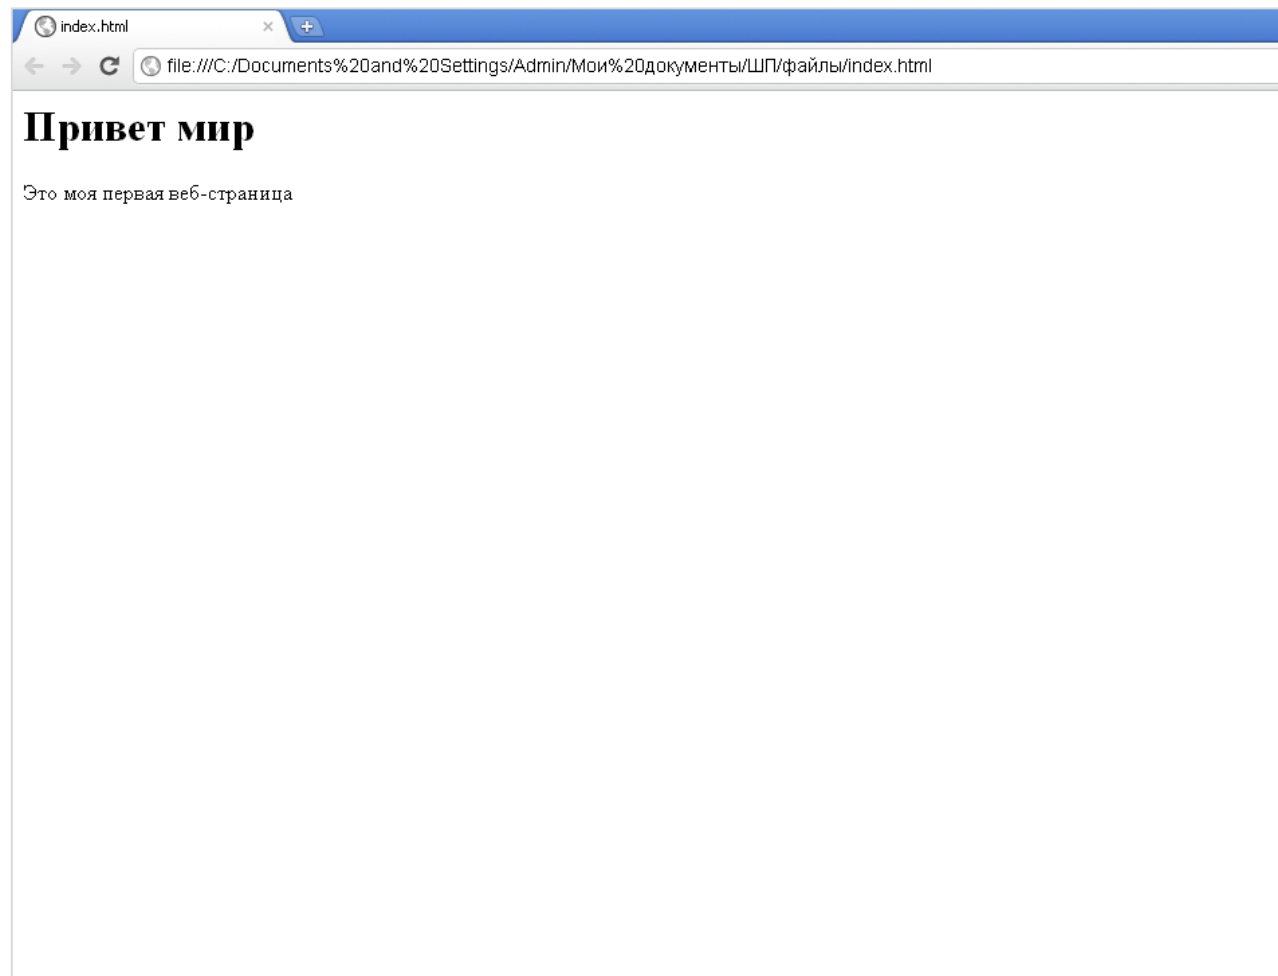 index.html
file:///C:/Documents%20and%20Settings/Admin/Мои%20документы/ШП/файлы/index.html
Привет мир
Это моя первая веб-страница